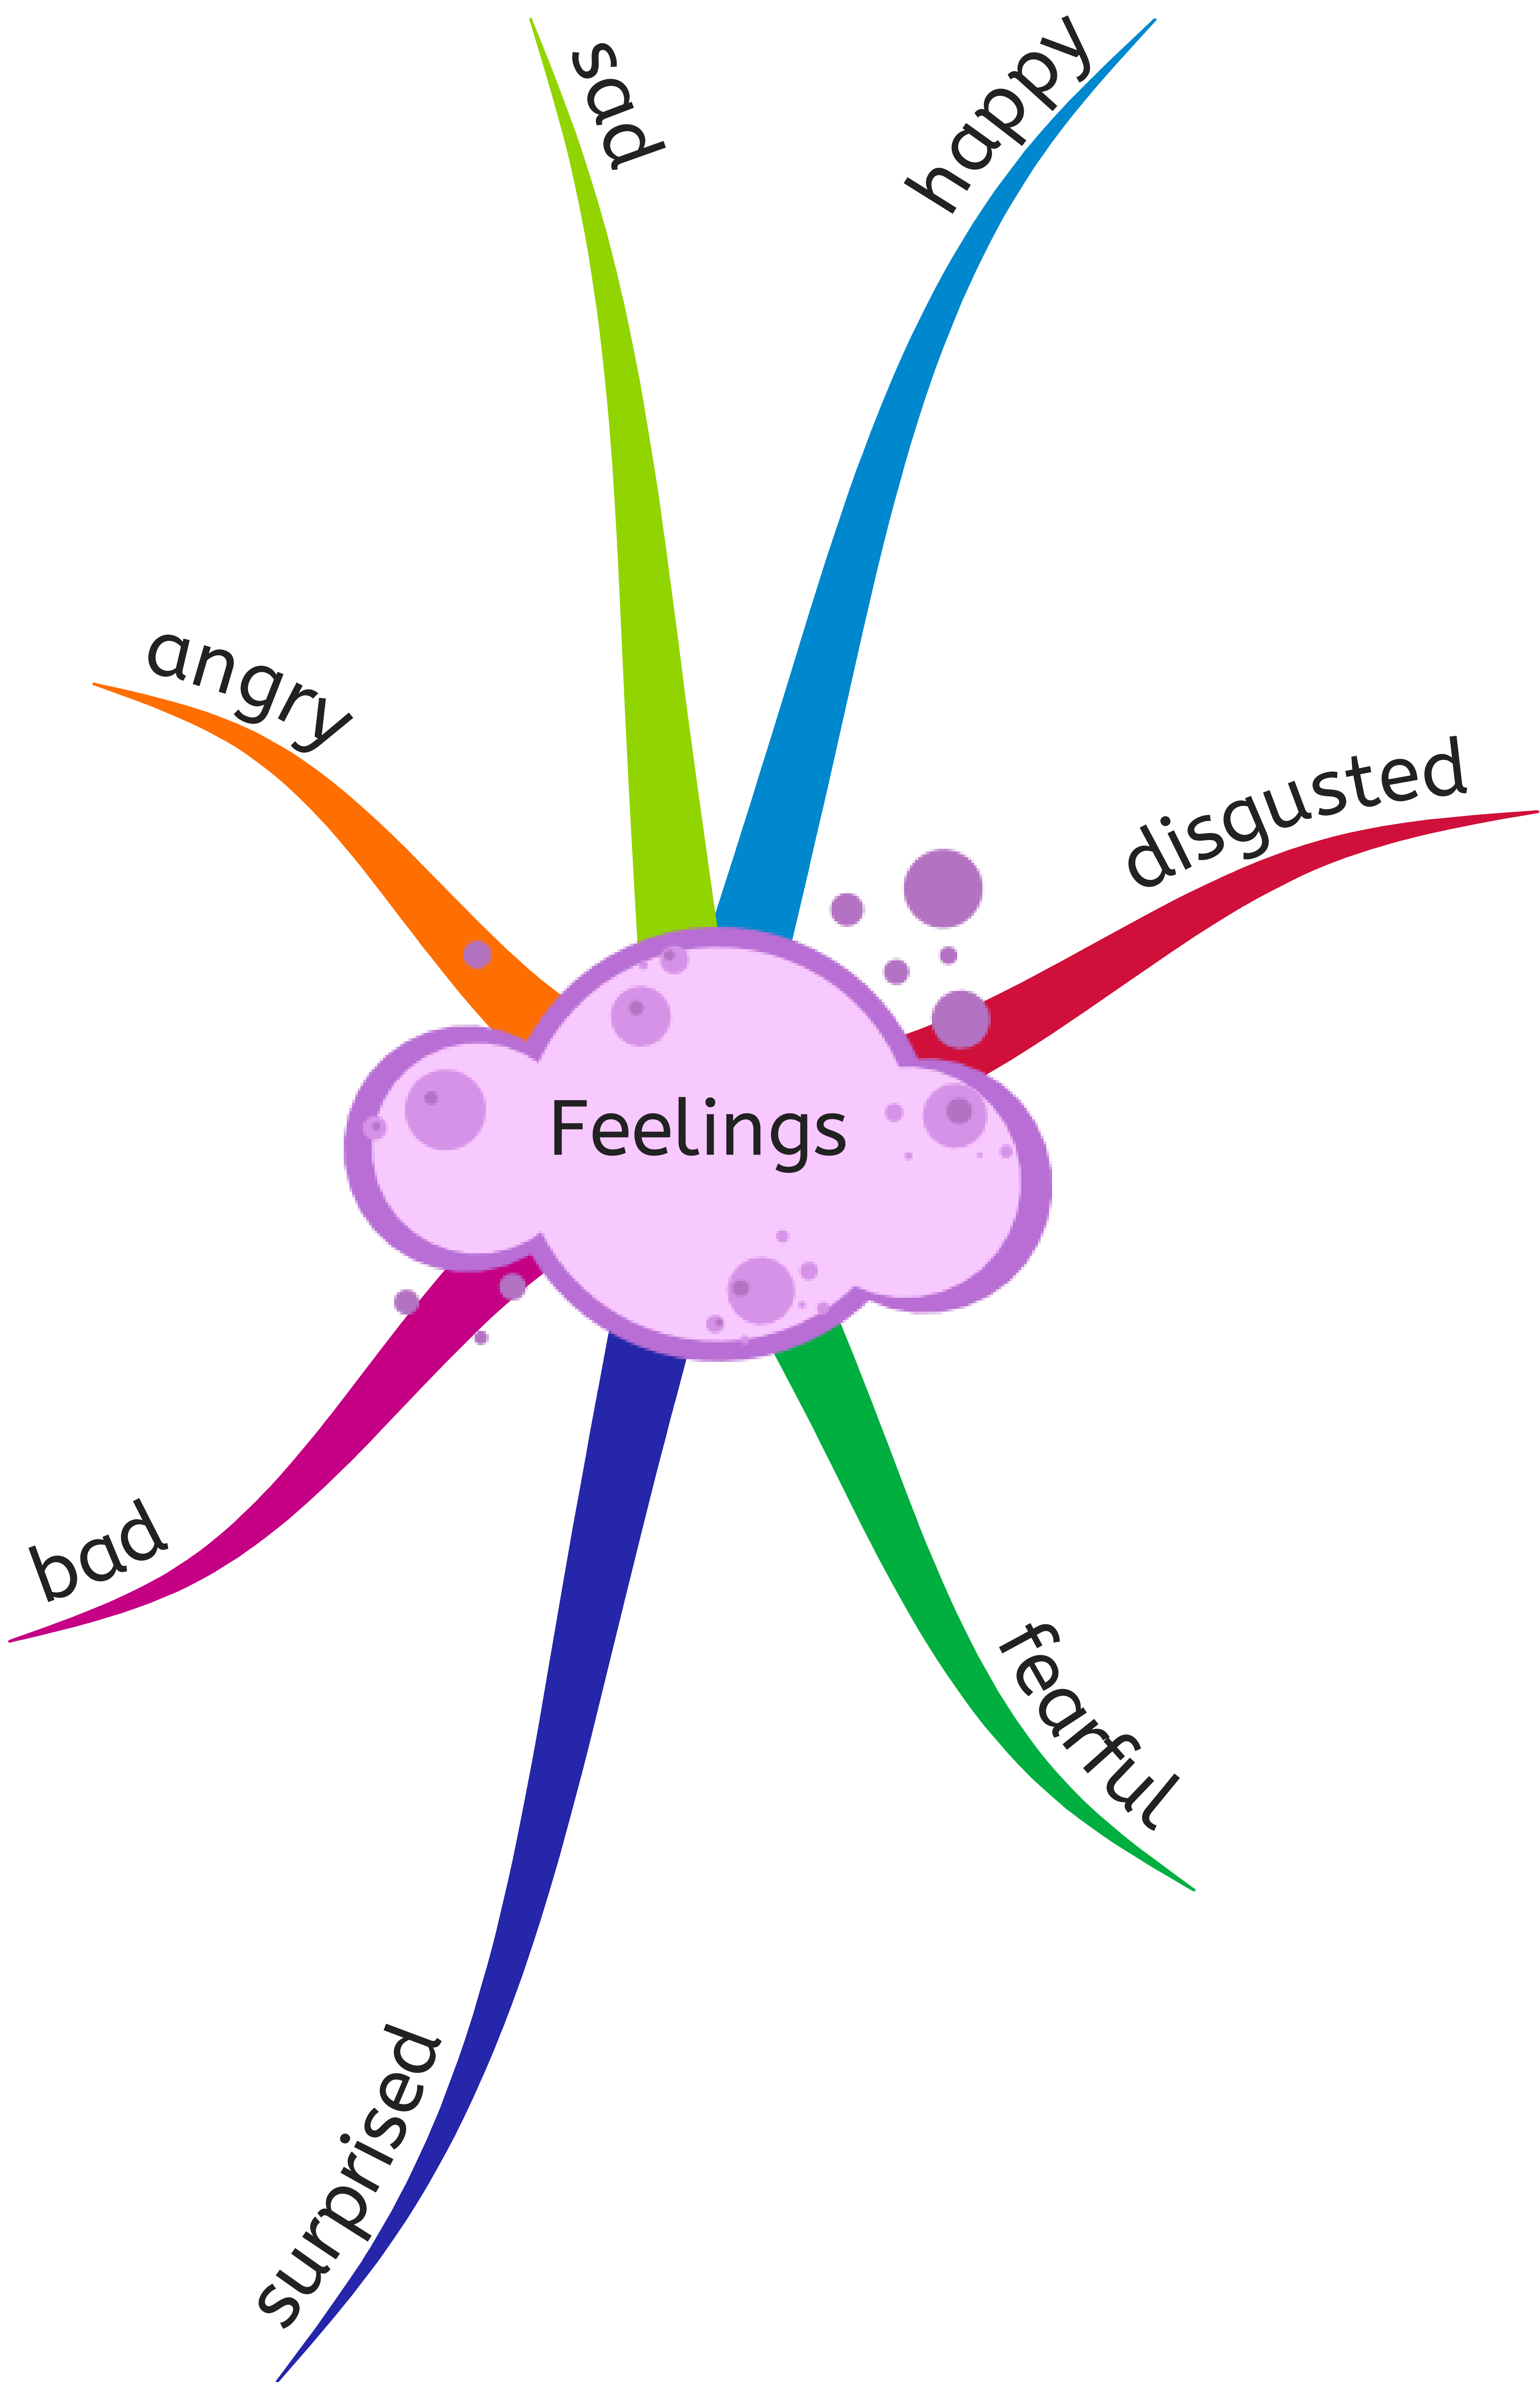 sad
happy
angry
disgusted
Feelings
bad
fearful
surprised